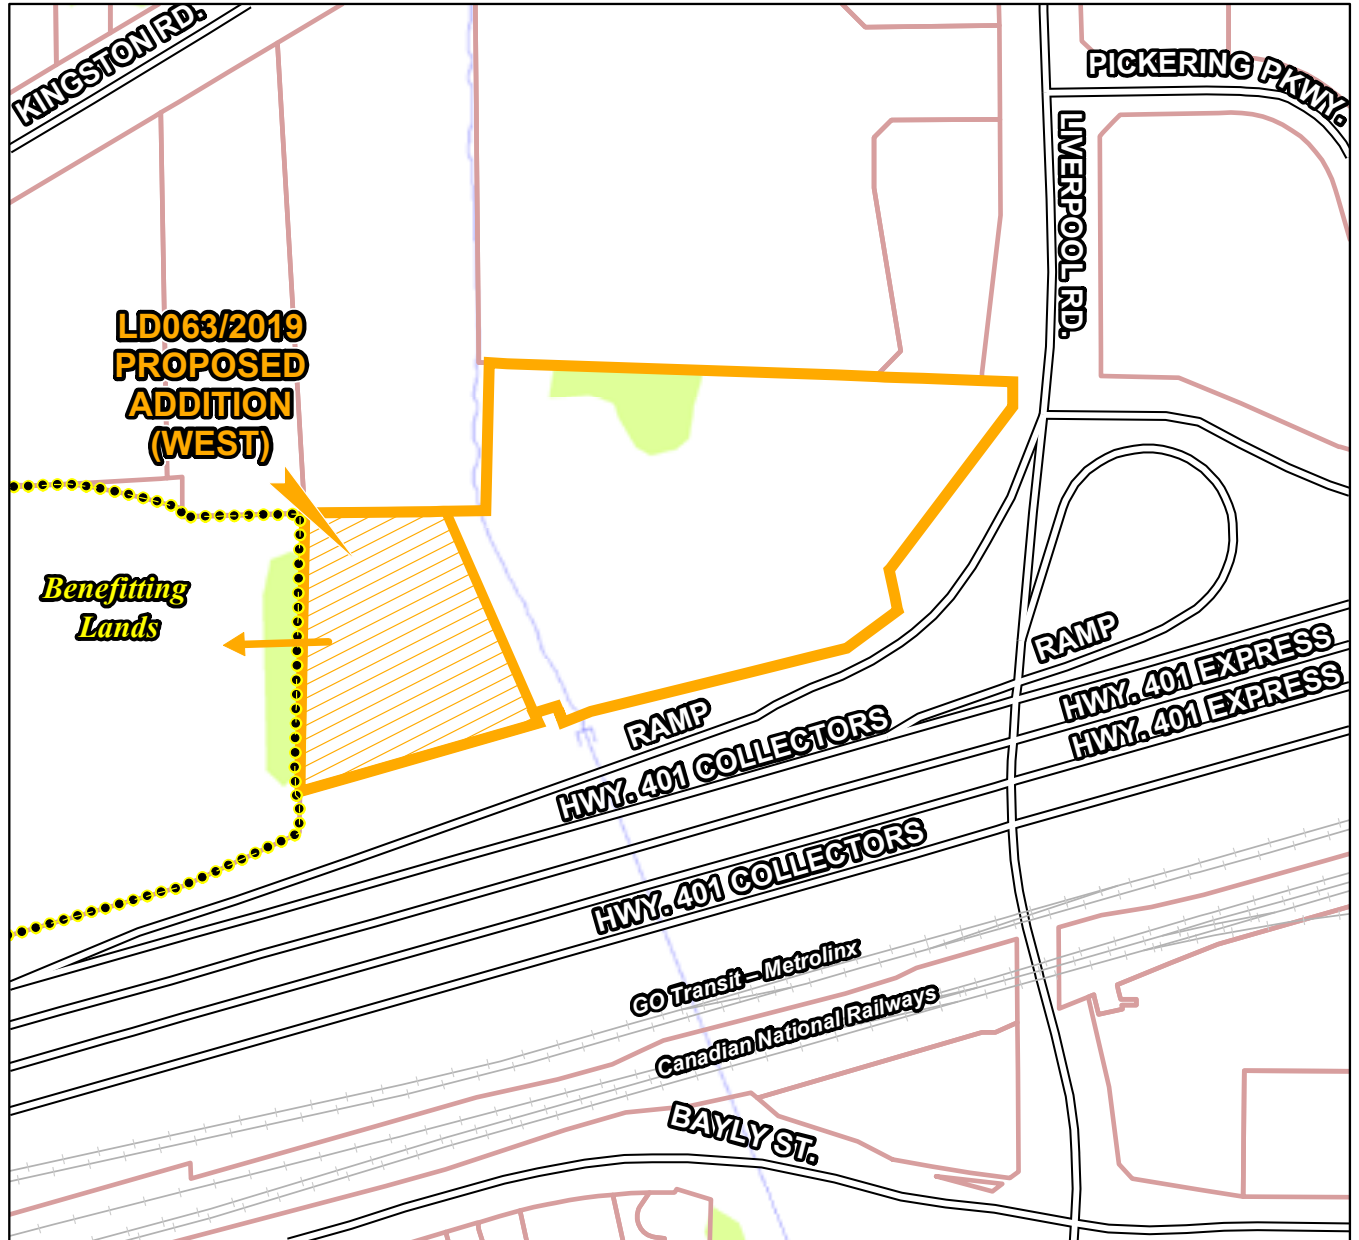 KINGSTON RD.
PICKERING PKWY.
LIVERPOOL RD.
LD063/2019
PROPOSED
ADDITION
(WEST)
Benefitting
Lands
RAMP
HWY. 401 EXPRESS
HWY. 401 EXPRESS
RAMP
HWY. 401 COLLECTORS
HWY. 401 COLLECTORS
GO Transit – Metrolinx
Canadian National Railways
BAYLY ST.